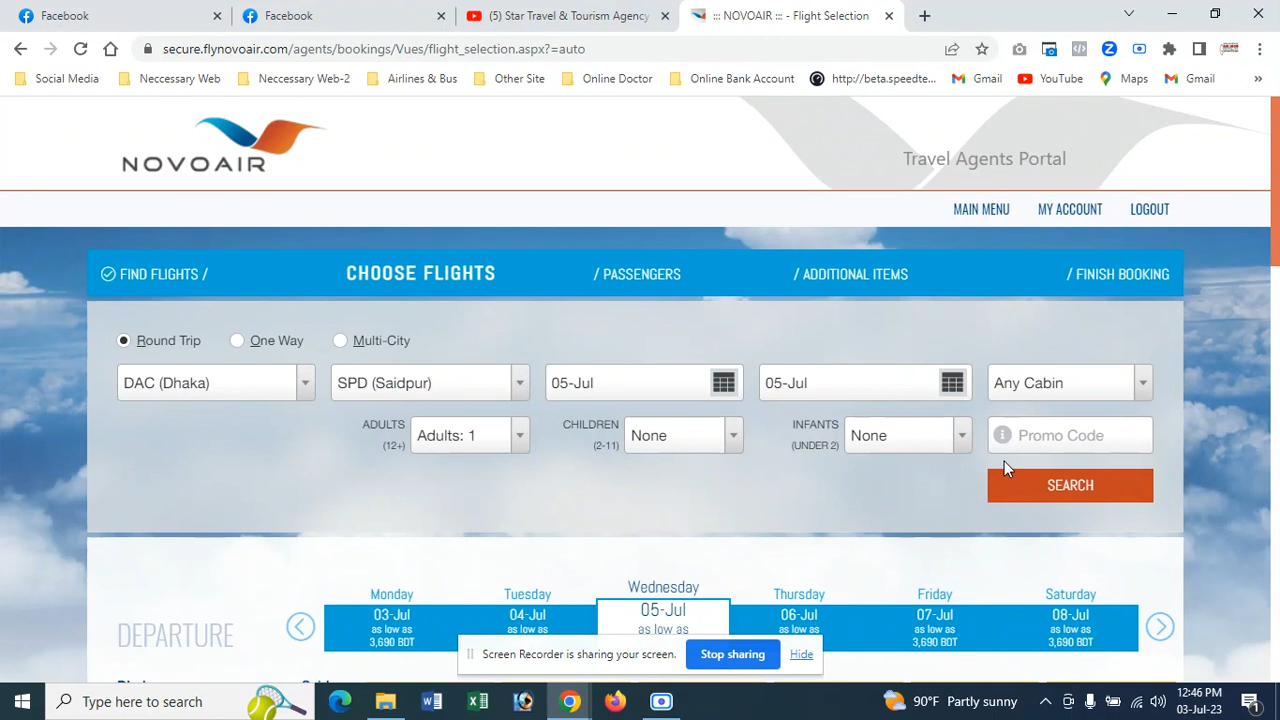 Facebook
Facebook
(5) Star Travel & Tourism Agency
::: NOVOAIR ::: - Flight Selection
secure.flynovoair.com/agents/bookings/Vues/flight_selection.aspx?=auto
Social Media
Neccessary Web
Neccessary Web-2
Airlines & Bus
Other Site
Online Doctor
Online Bank Account
http://beta.speedte...
Gmail
YouTube
Maps
Gmail
»
NOVOAIR
Travel Agents Portal
MAIN MENU
MY ACCOUNT
LOGOUT
FIND FLIGHTS /
CHOOSE FLIGHTS
/ PASSENGERS
/ ADDITIONAL ITEMS
/ FINISH BOOKING
Round Trip
One Way
Multi-City
DAC (Dhaka)
SPD (Saidpur)
05-Jul
05-Jul
Any Cabin
ADULTS
(12+)
Adults: 1
CHILDREN
(2-11)
None
INFANTS
(UNDER 2)
None
Promo Code
SEARCH
DEPARTURE
Monday
03-Jul
as low as
3,690 BDT
Tuesday
04-Jul
as low as
Wednesday
05-Jul
as low as
Thursday
06-Jul
as low as
Friday
07-Jul
as low as
3,690 BDT
Saturday
08-Jul
as low as
3,690 BDT
Screen Recorder is sharing your screen.
Stop sharing
Hide
Type here to search
90°F Partly sunny
12:46 PM
03-Jul-23